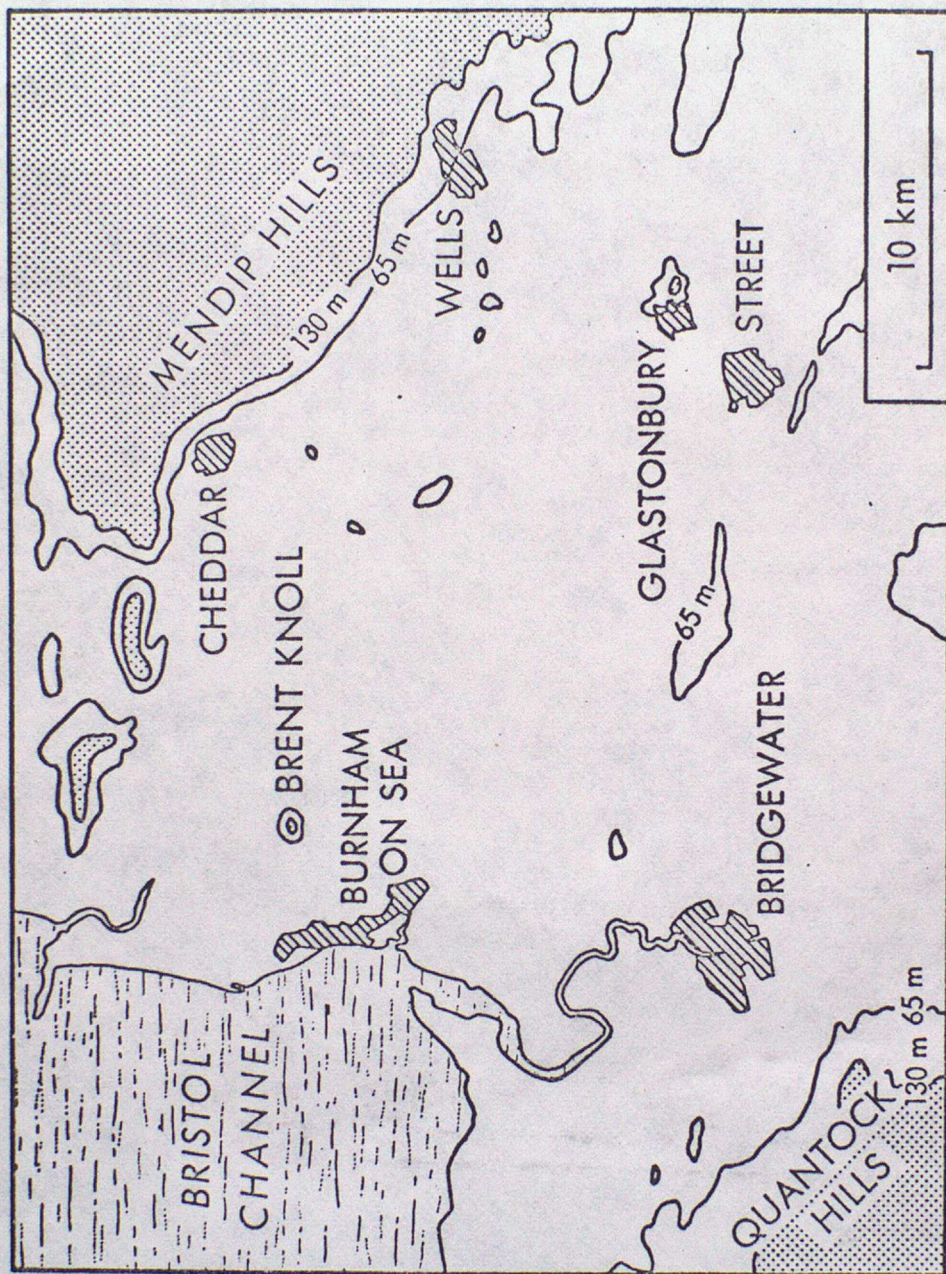 MENDIP HILLS
130 m
65 m
CHEDDAR
WELLS
BRENT KNOLL
BURNHAM
ON SEA
BRISTOL
CHANNEL
GLASTONBURY
STREET
65 m
BRIDGEWATER
QUANTOCK
HILLS
130 m 65 m
10 km